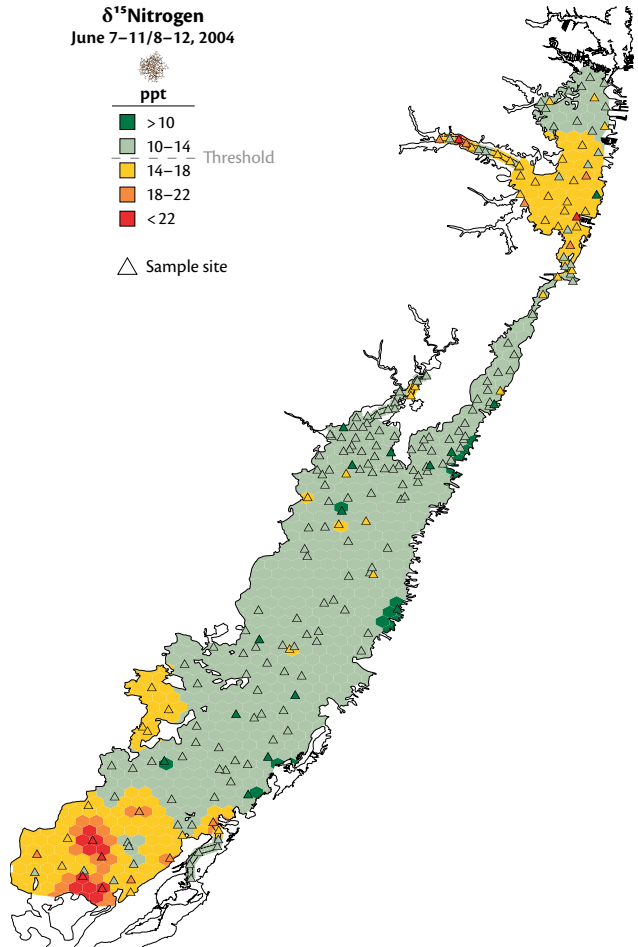 δ¹⁵Nitrogen
June 7–11/8–12, 2004
ppt
>10
10–14
Threshold
14–18
18–22
<22
Sample site